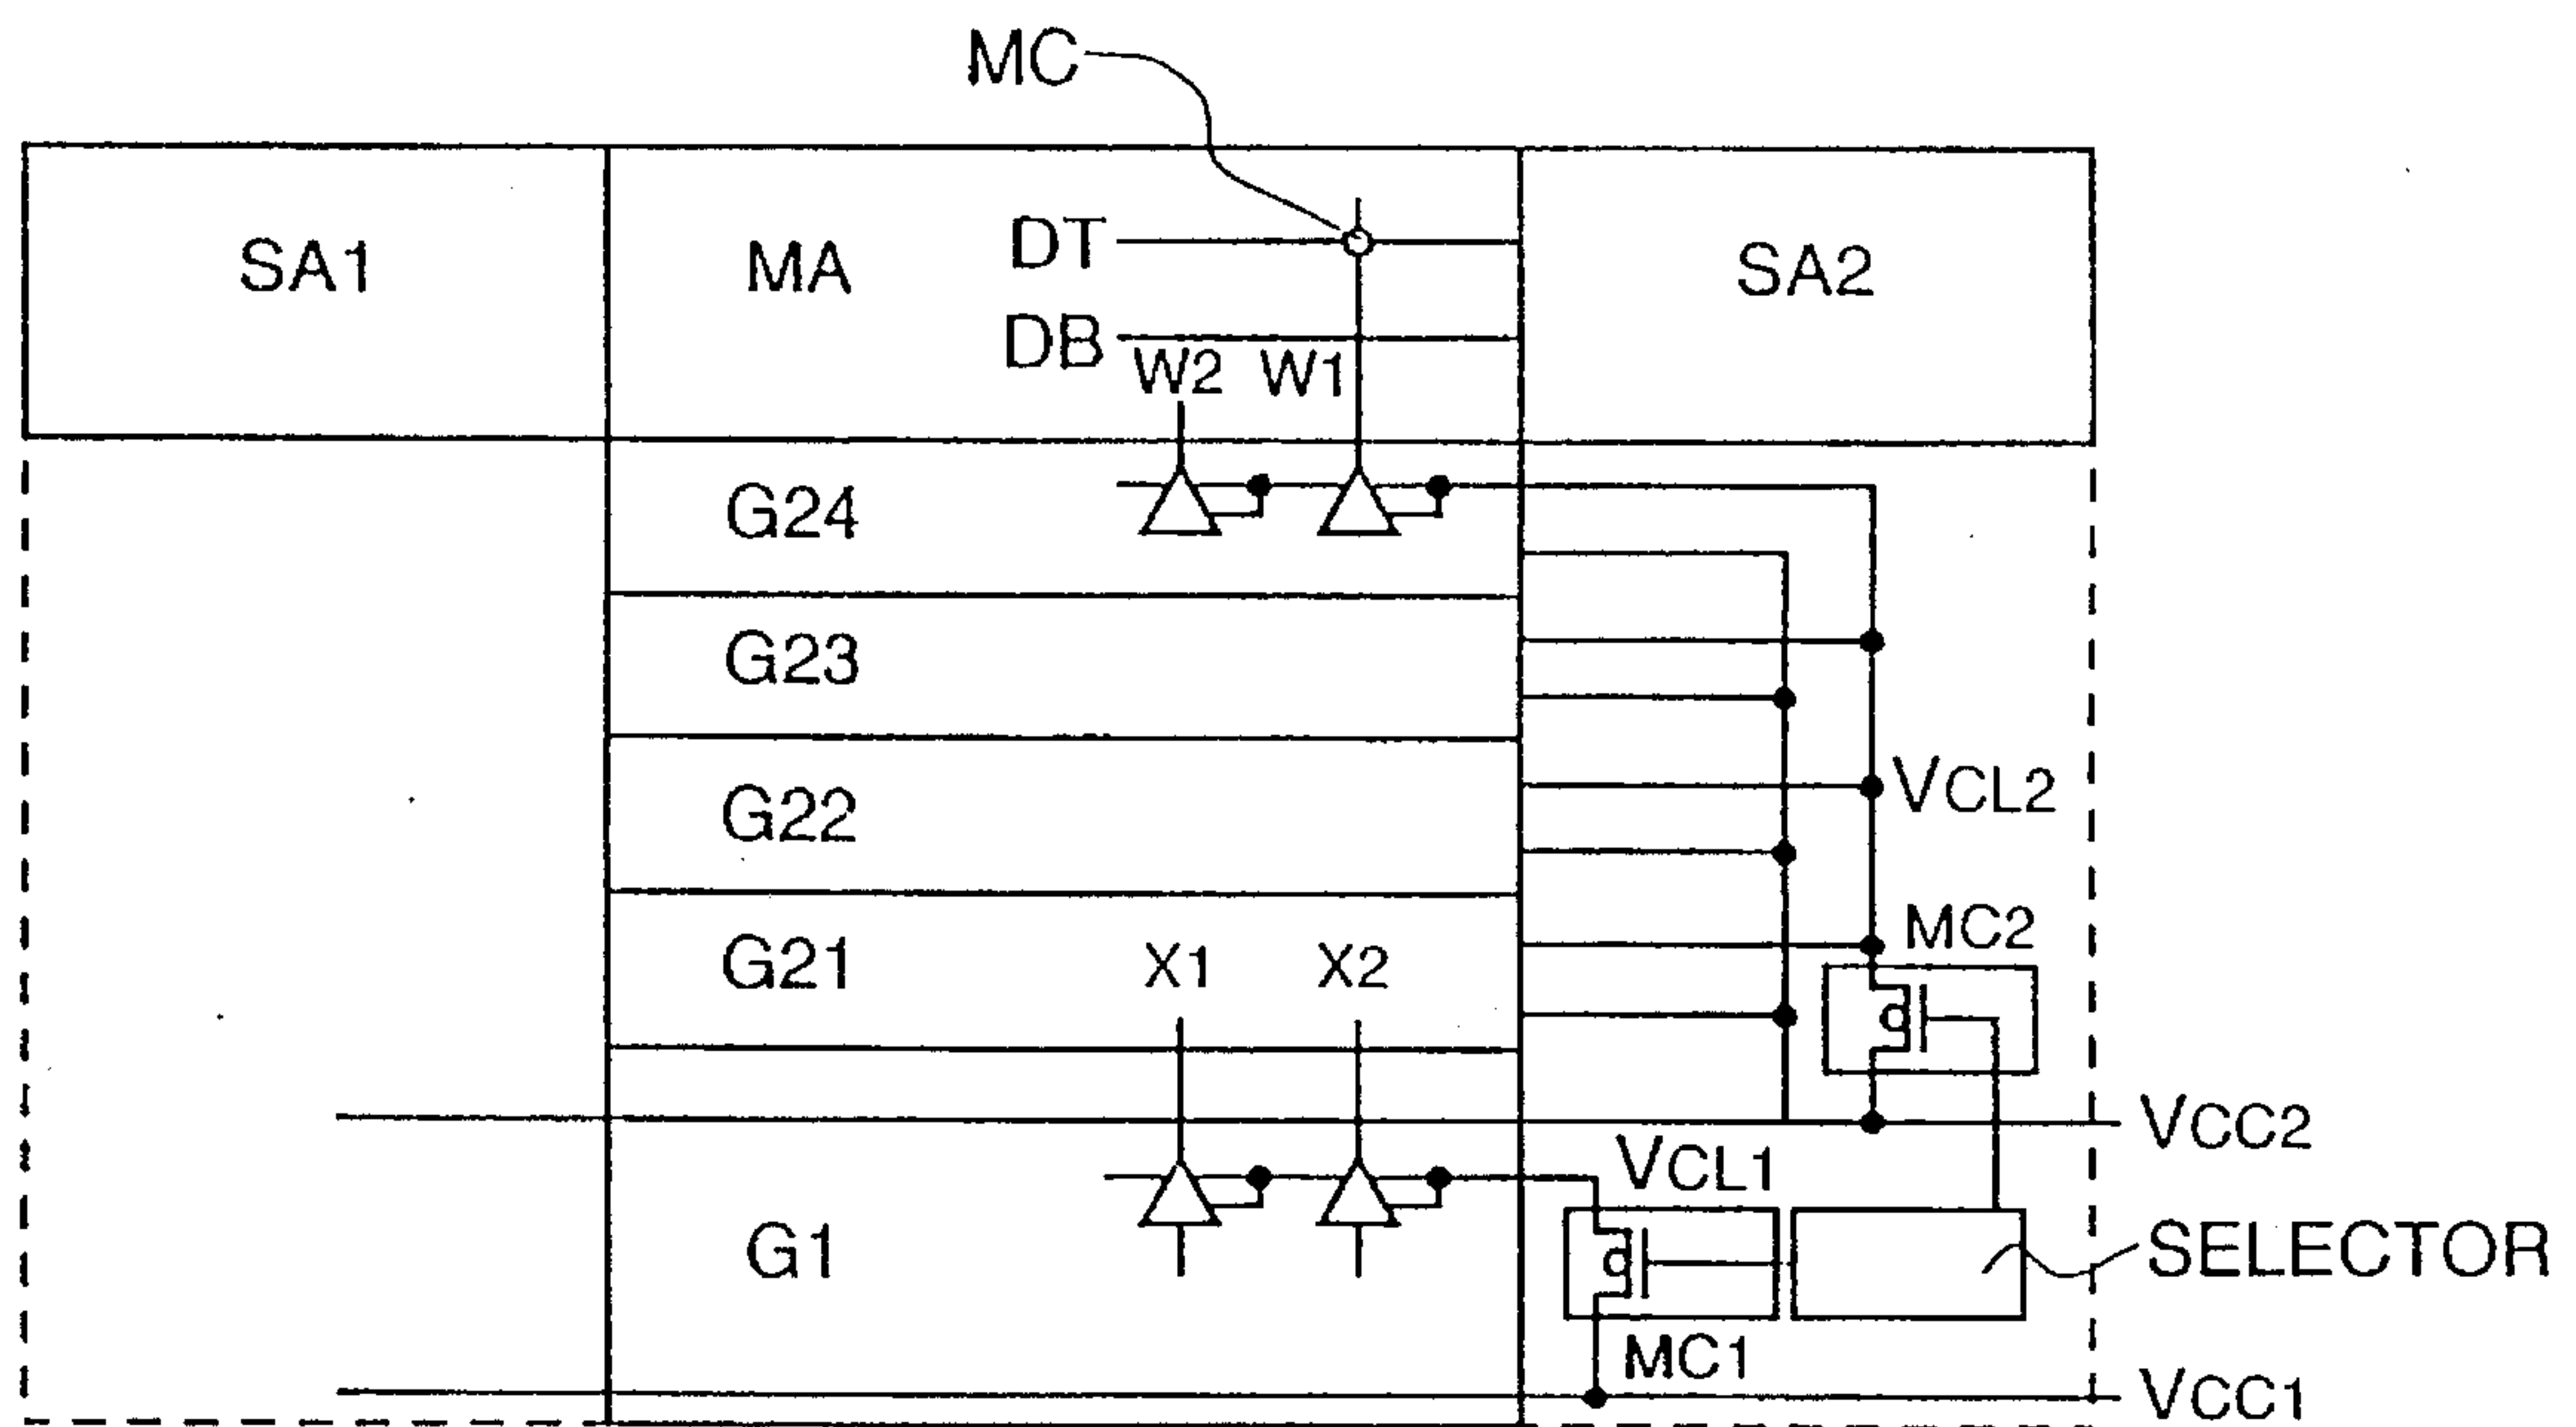 MC
SA1
MA
DT
DB
SA2
W2 W1
G24
G23
G22
VCL2
G21
X1 X2
MC2
VCC2
VCL1
G1
SELECTOR
MC1
VCC1